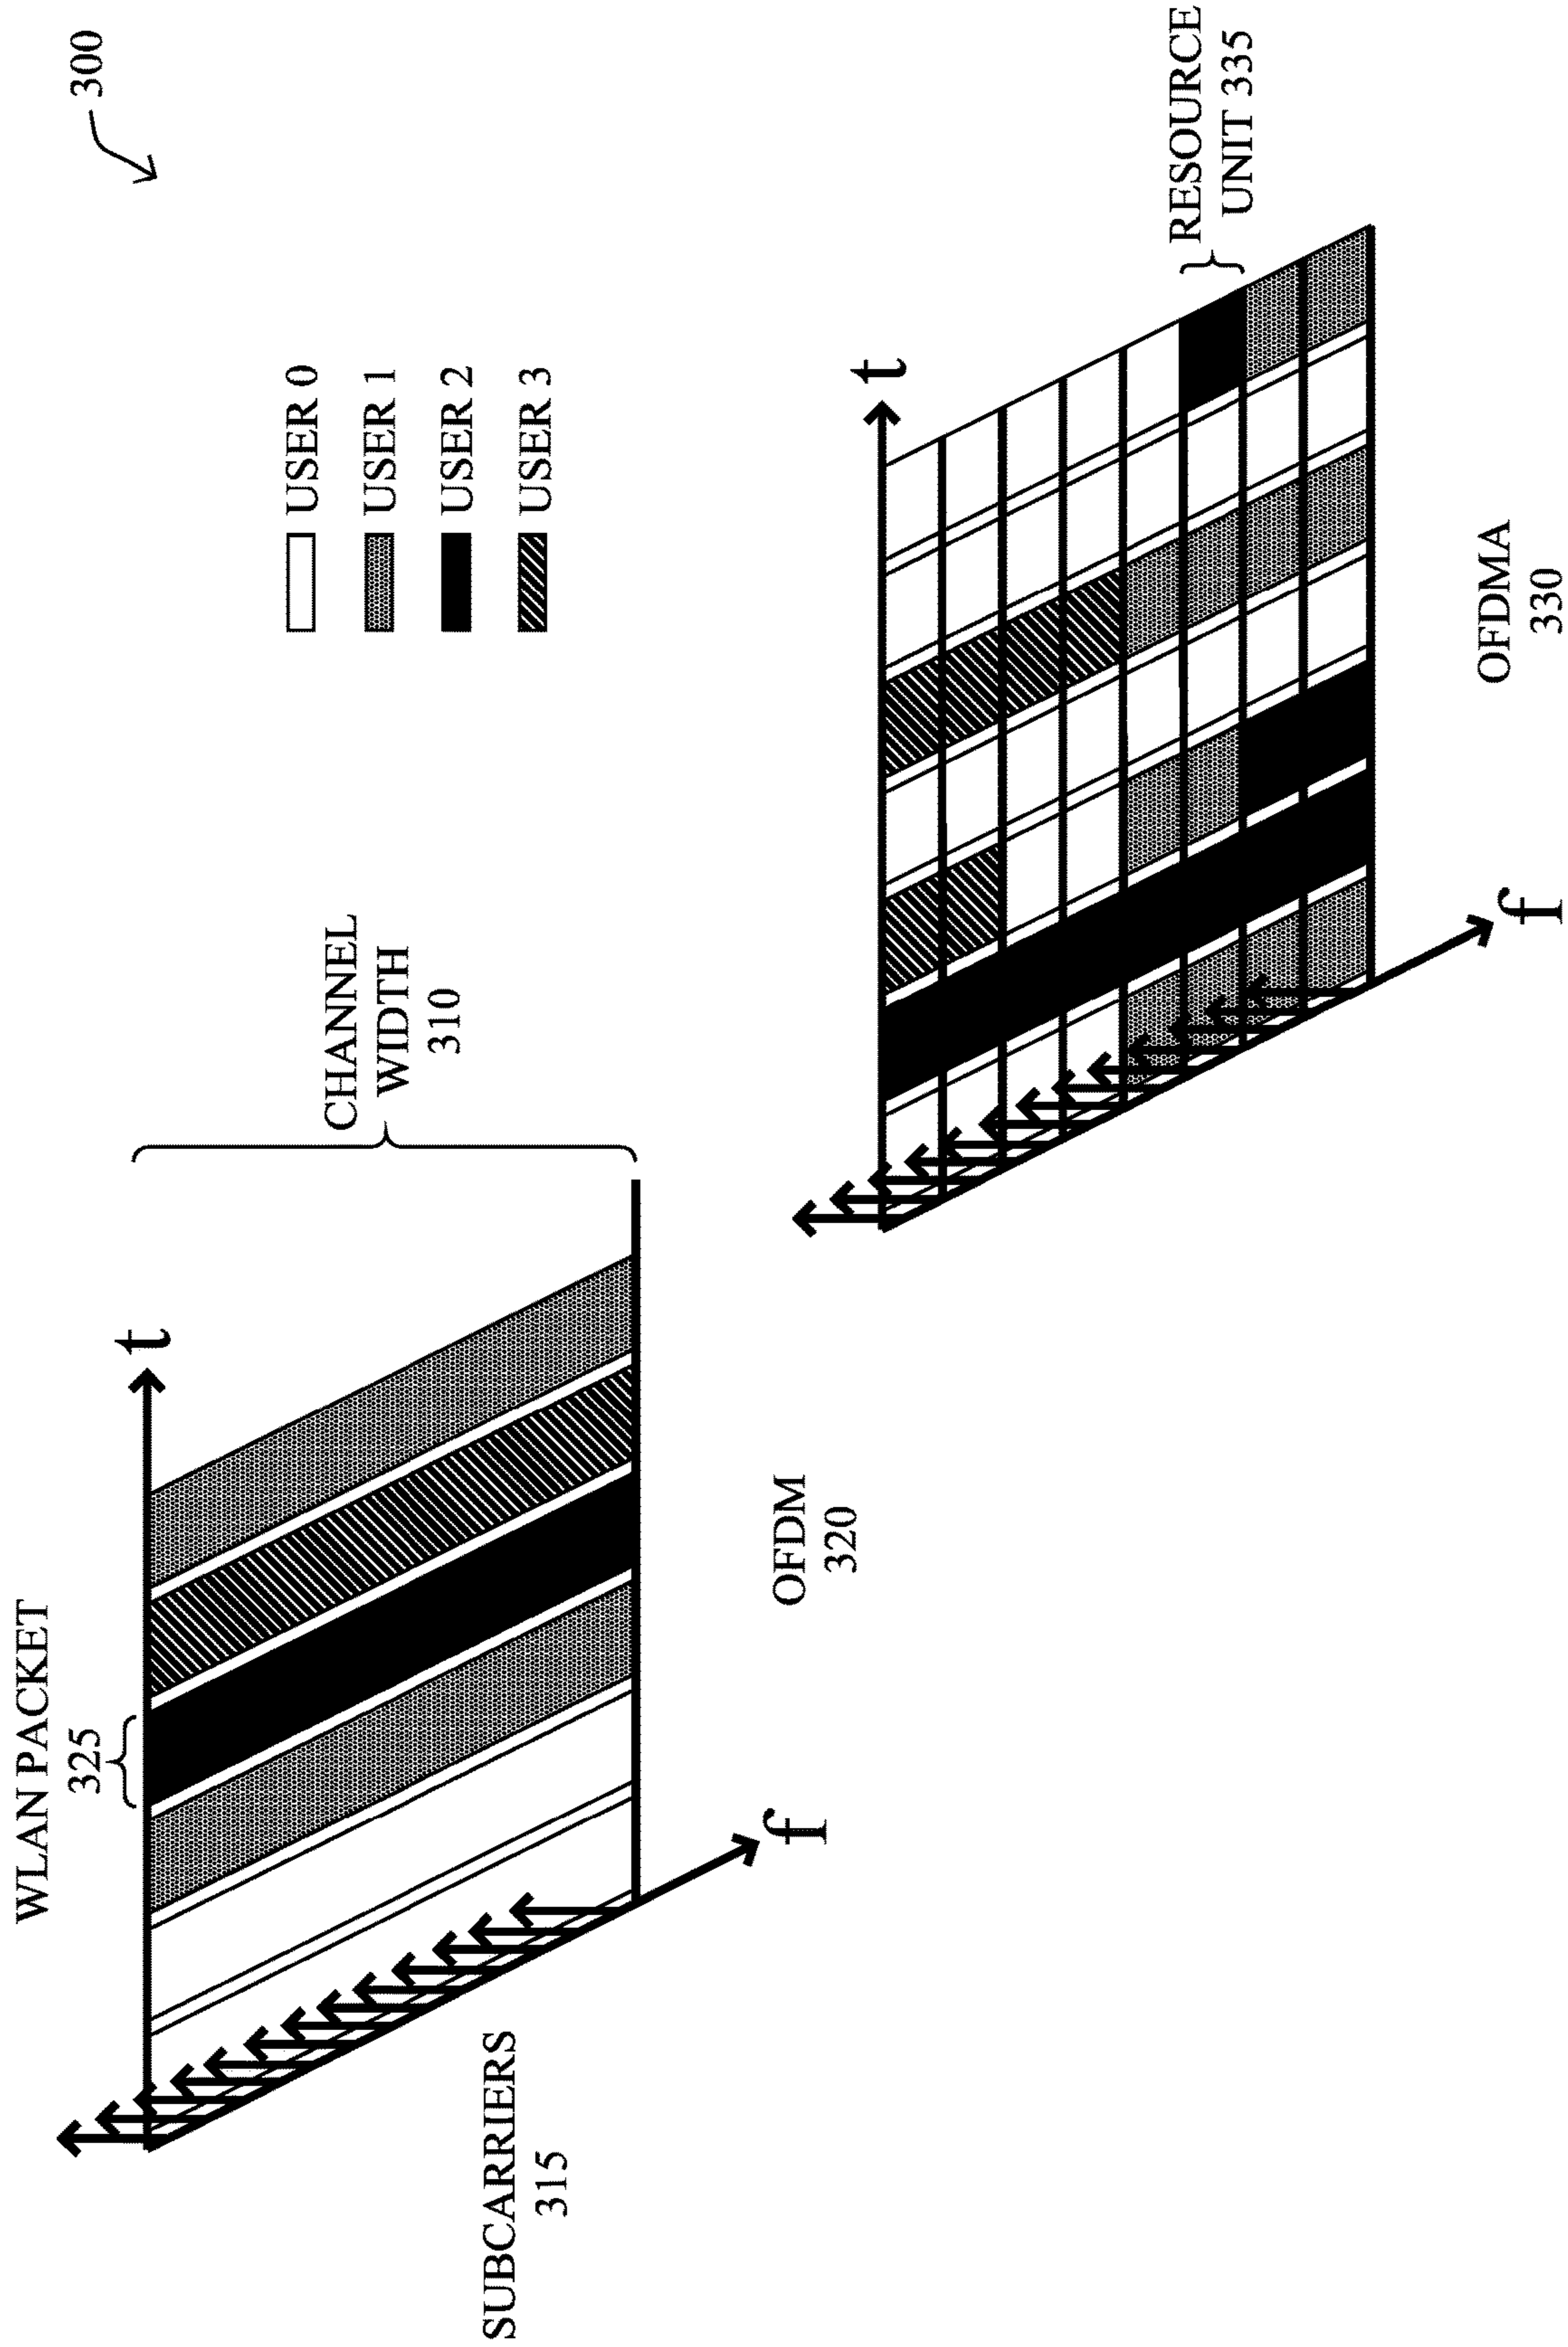 300
WLAN PACKET
325
t
CHANNEL
WIDTH
310
USER 0
USER 1
USER 2
USER 3
SUBCARRIERS
315
f
OFDM
320
t
RESOURCE
UNIT 335
f
OFDMA
330